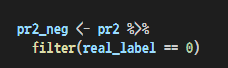 pr2_neg <- pr2 %>%
filter(real_label == 0)